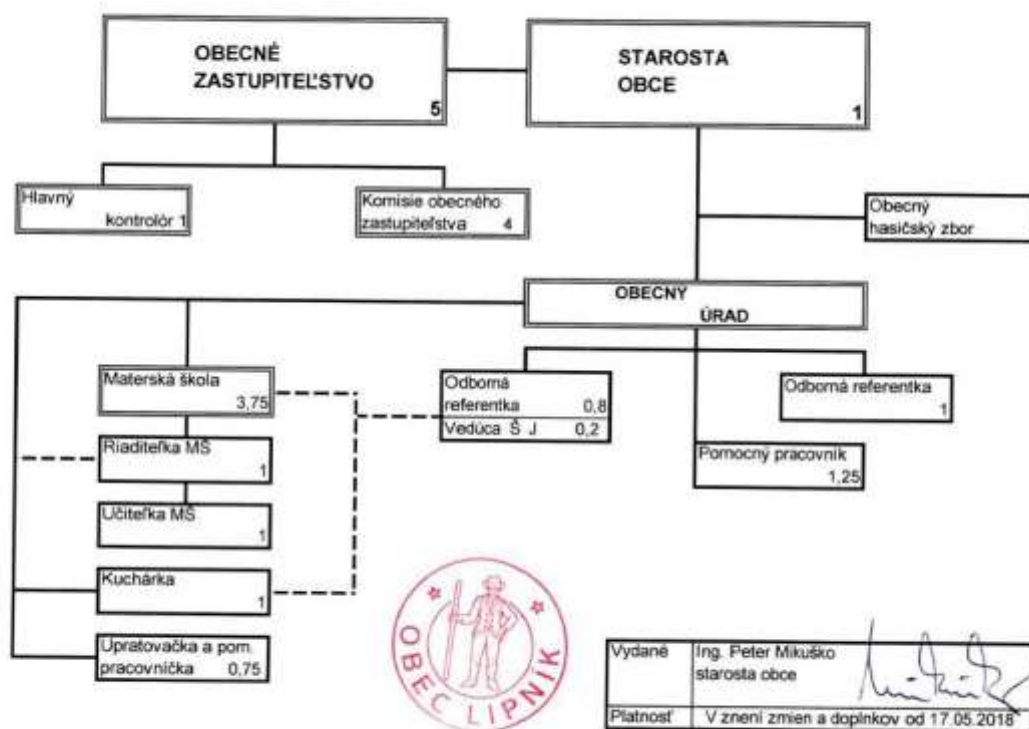 OBECNÉ
ZASTUPITEĽSTVO
5
STAROSTA
OBCE
1
Hlavný
kontrolór 1
Komisie obecného
zastupiteľstva 4
Obecný
hasičský zbor
OBECNY
ÚRAD
Materská škola
3,75
Odborná
referentka 0,8
Vedúca Š J 0,2
Odborná referentka
1
Riaditeľka MŠ
1
Pomocný pracovník
1,25
Učiteľka MŠ
1
Kuchárka
1
Upratovačka a pom.
pracovníčka 0,75
OBEC LIPNIK
Vydané Ing. Peter Mikuško
starosta obce
Platnosť V znení zmien a doplnkov od 17.05.2018